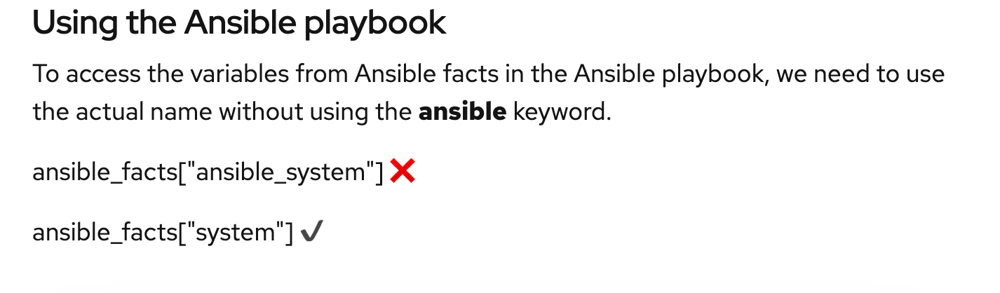 Using the Ansible playbook
To access the variables from Ansible facts in the Ansible playbook, we need to use
the actual name without using the ansible keyword.
ansible_facts["ansible_system"] ❌
ansible_facts["system"] ✔